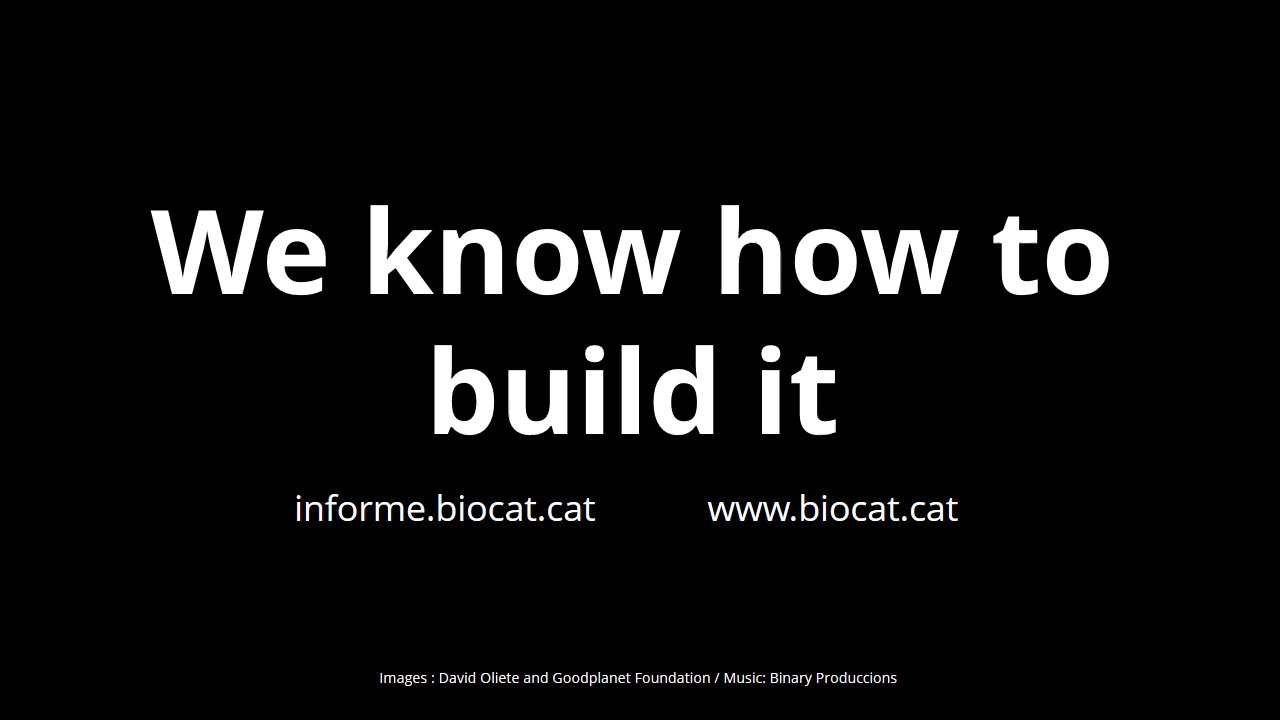 We know how to
build it
informe.biocat.cat www.biocat.cat
Images : David Oliete and Goodplanet Foundation / Music: Binary Produccions